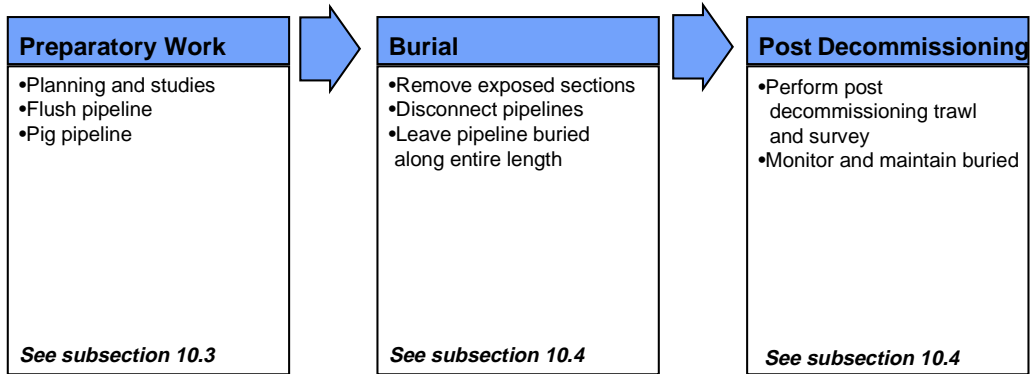 Preparatory Work
•Planning and studies
•Flush pipeline
•Pig pipeline
See subsection 10.3
Burial
•Remove exposed sections
•Disconnect pipelines
•Leave pipeline buried
along entire length
See subsection 10.4
Post Decommissioning
•Perform post
decommissioning trawl
and survey
•Monitor and maintain buried
See subsection 10.4